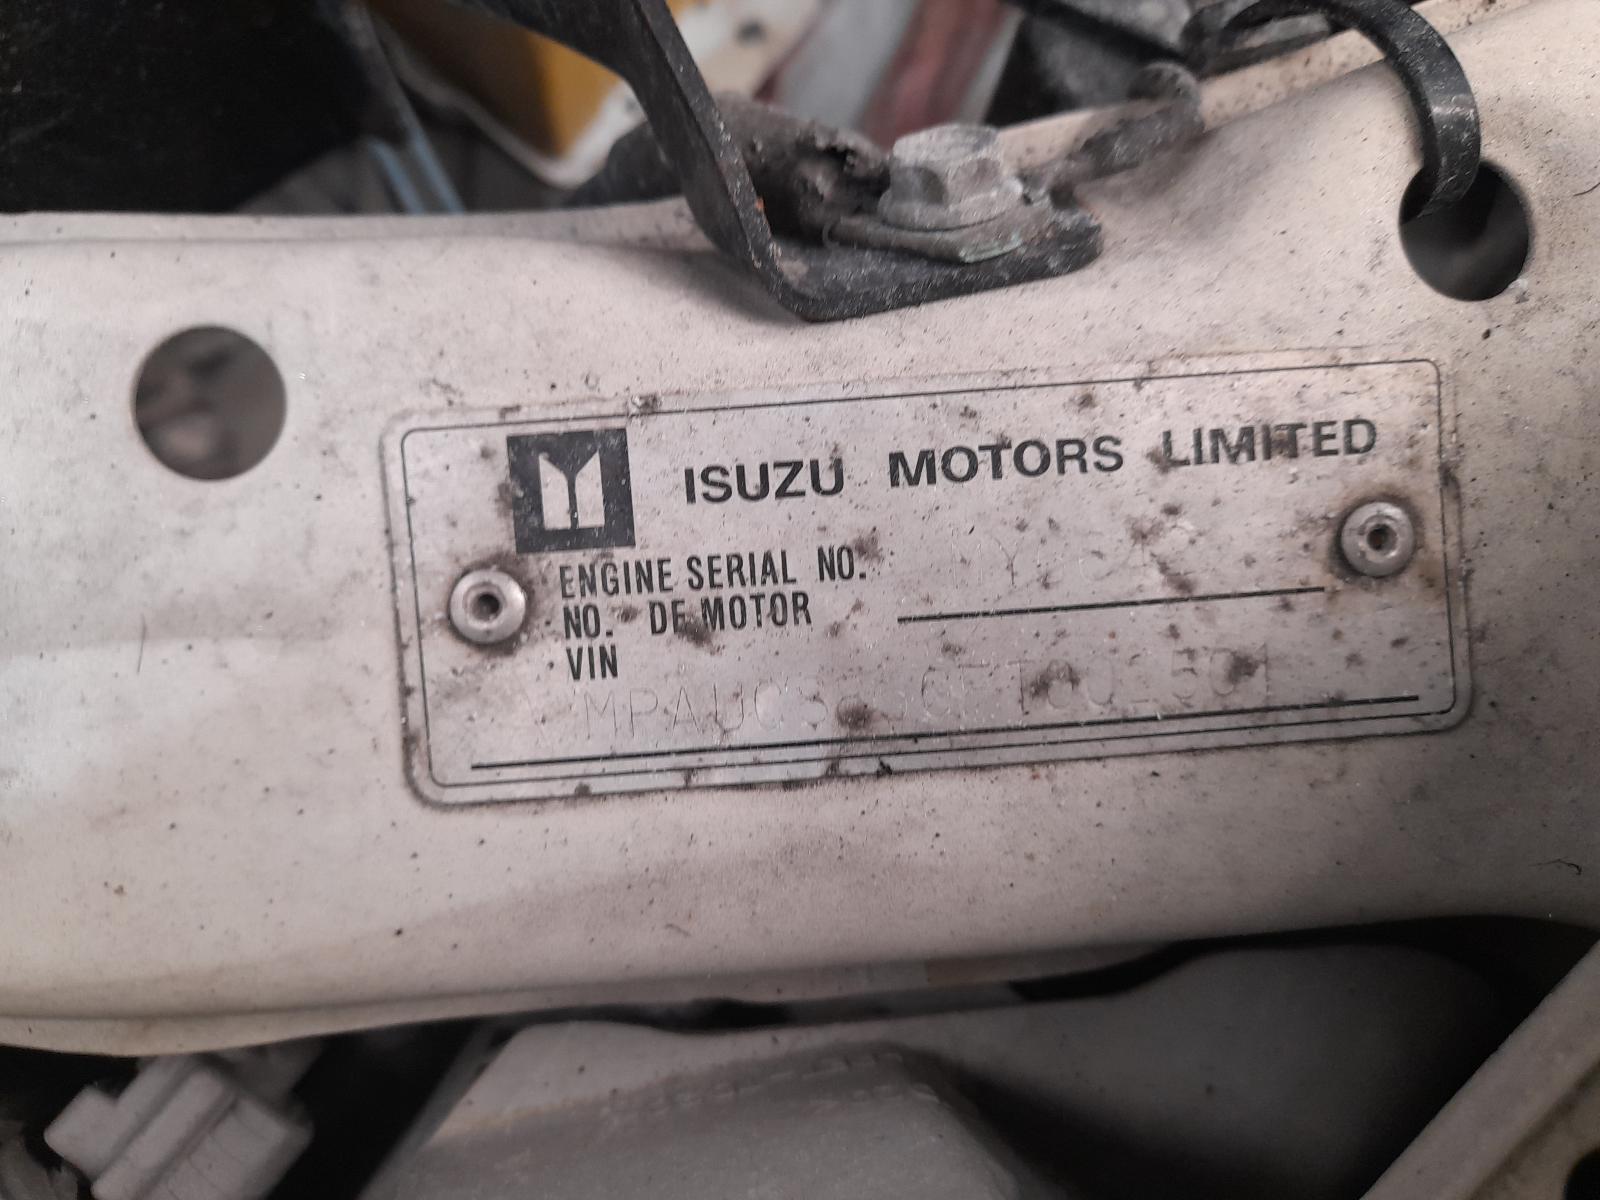 ISUZU MOTORS LIMITED
ENGINE SERIAL NO.
NO. DE MOTOR
VIN